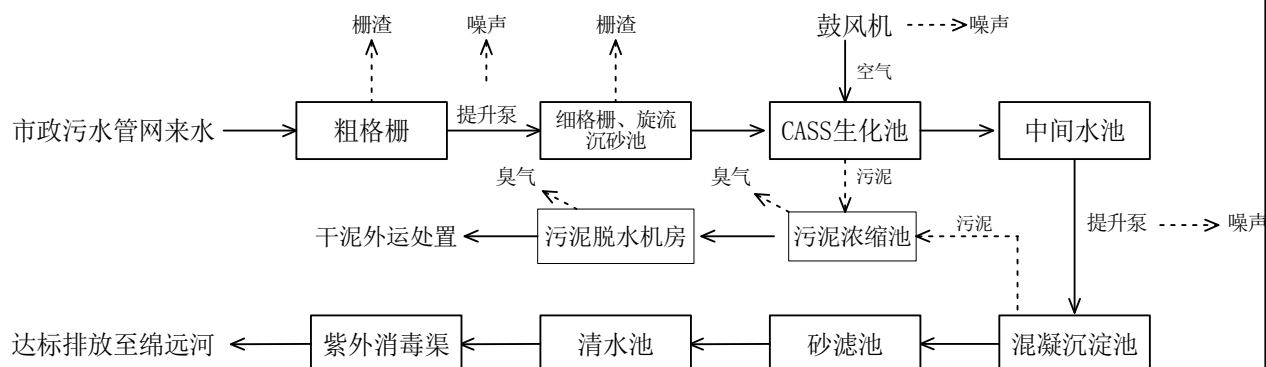 栅渣
噪声
栅渣
鼓风机
噪声
空气
市政污水管网来水
粗格栅
提升泵
细格栅、旋流
沉砂池
CASS生化池
中间水池
臭气
臭气
污泥
干泥外运处置
污泥脱水机房
污泥浓缩池
污泥
提升泵
噪声
达标排放至绵远河
紫外消毒渠
清水池
砂滤池
混凝沉淀池